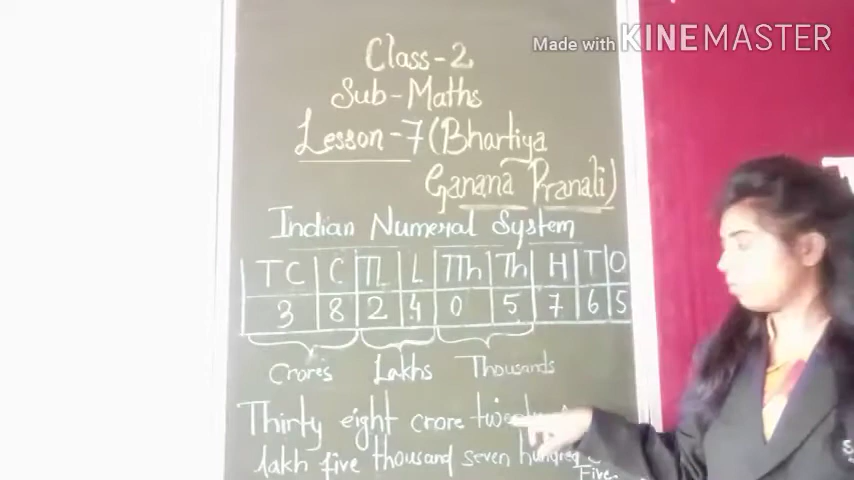 Made with KINEMASTER
Class-2
Sub-Maths
Lesson-7 (Bhartiya
Ganana Pranali)
Indian Numeral System
TC C TL L TTh Th H T O
3 8 2 4 0 5 7 6 5
Crores Lakhs Thousands
Thirty eight crore
lakh five thousand seven hundred
Five